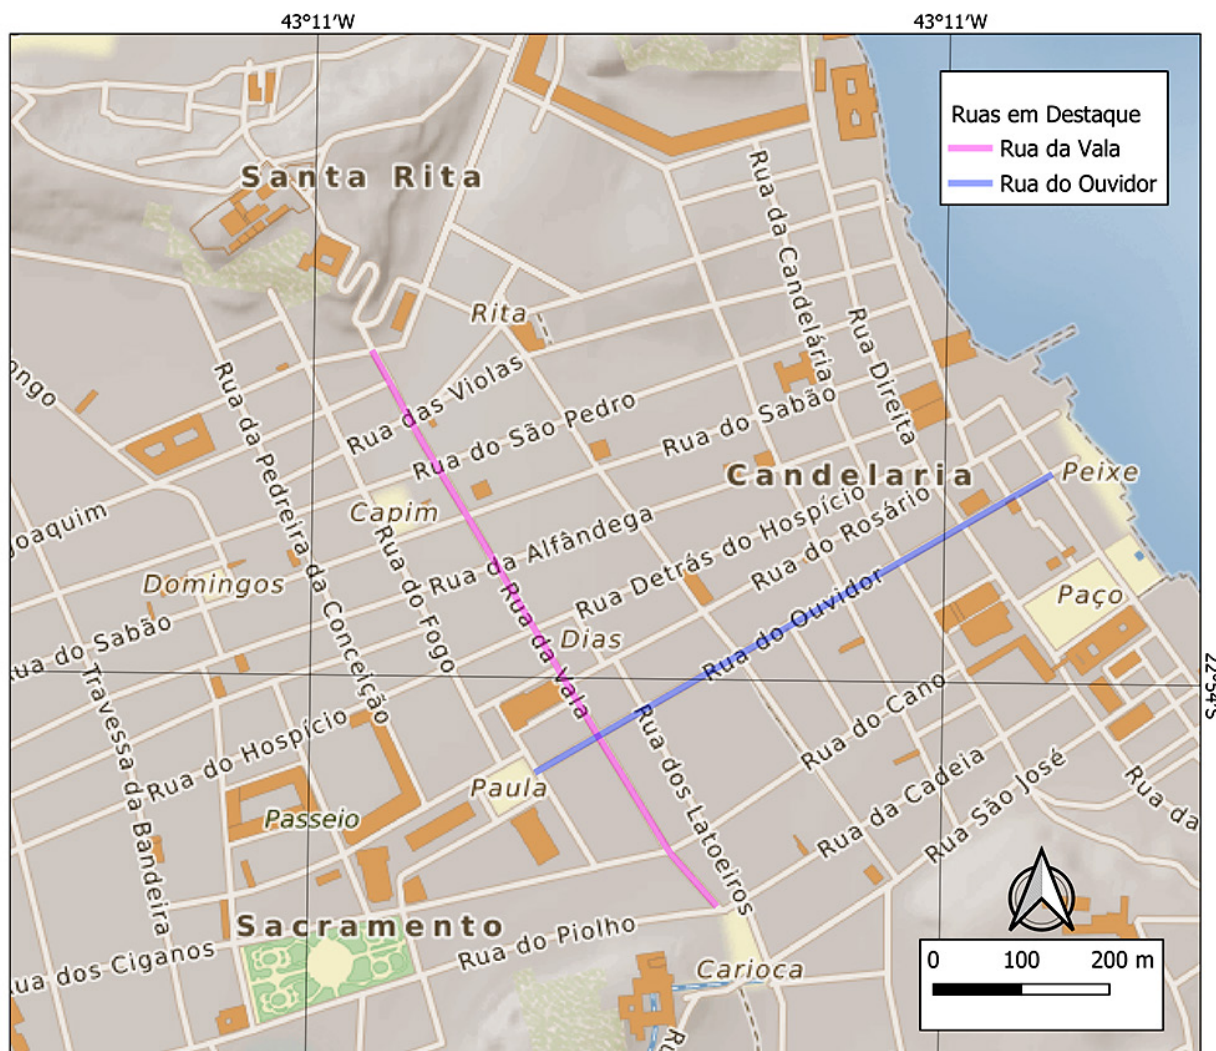 43°11′W
43°11′W
Ruas em Destaque
Rua da Vala
Rua do Ouvidor
Santa Rita
Rua da Candelária
Rita
Rua Direita
ongo
Rua da Pedreira da Conceição
Rua das Violas
Rua do São Pedro
Rua do Sabão
Candelaria
Peixe
Capim
Joaquim
Rua da Alfândega
Rua Detrás do Hospício
Rua do Rosário
Rua do Fogo
Domingos
Rua da Vala
Dias
Rua do Ouvidor
Paço
Rua do Sabão
Travessa da Bandeira
22°54′S
Rua do Hospício
Rua dos Latoeiros
Rua do Cano
Paula
Passeio
Rua da Cadeia
Rua São José
Rua da
Sacramento
Rua do Piolho
Rua dos Ciganos
Carioca
0 100 200 m